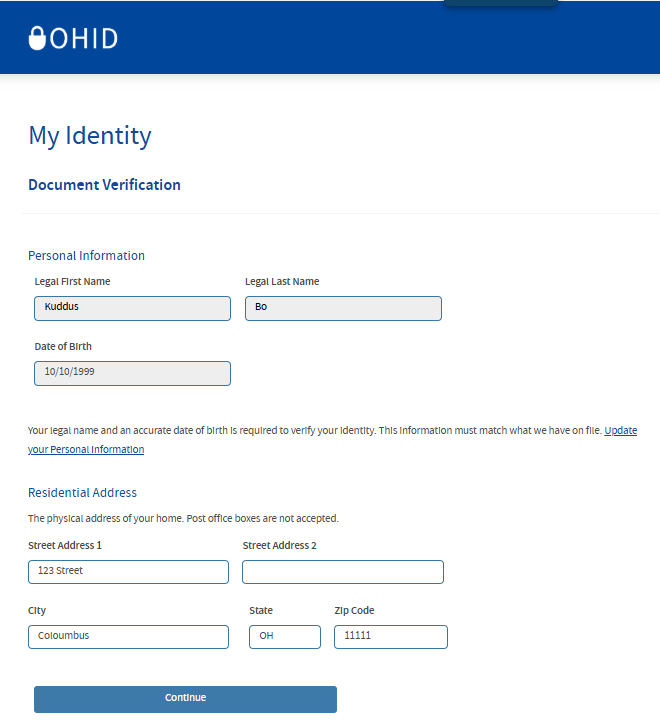 OHID
My Identity
Document Verification
Personal Information
Legal First Name Legal Last Name
Kuddus Bo
Date of Birth
10/10/1999
Your legal name and an accurate date of birth is required to verify your identity. This information must match what we have on file. Update
your Personal Information
Residential Address
The physical address of your home. Post office boxes are not accepted.
Street Address 1 Street Address 2
123 Street
City State Zip Code
Coloumbus OH 11111
Continue